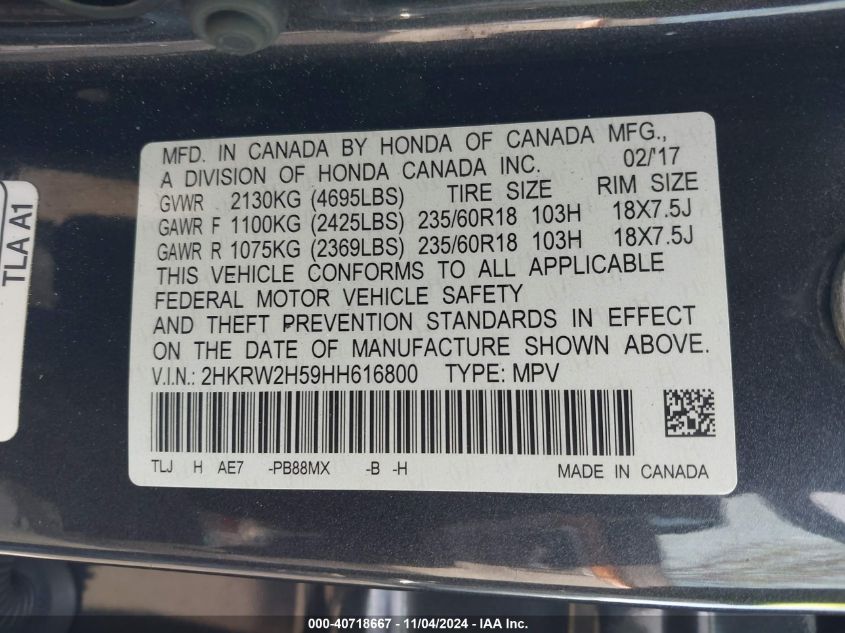 MFD. IN CANADA BY HONDA OF CANADA MFG.,
A DIVISION OF HONDA CANADA INC. 02/'17
GVWR 2130KG (4695LBS) TIRE SIZE RIM SIZE
GAWR F 1100KG (2425LBS) 235/60R18 103H 18X7.5J
GAWR R 1075KG (2369LBS) 235/60R18 103H 18X7.5J
THIS VEHICLE CONFORMS TO ALL APPLICABLE
FEDERAL MOTOR VEHICLE SAFETY
AND THEFT PREVENTION STANDARDS IN EFFECT
ON THE DATE OF MANUFACTURE SHOWN ABOVE.
V.I.N.: 2HKRW2H59HH616800 TYPE: MPV
TLJ H AE7 -PB88MX -B -H MADE IN CANADA
TLA A1
000-40718667 - 11/04/2024 - IAA Inc.